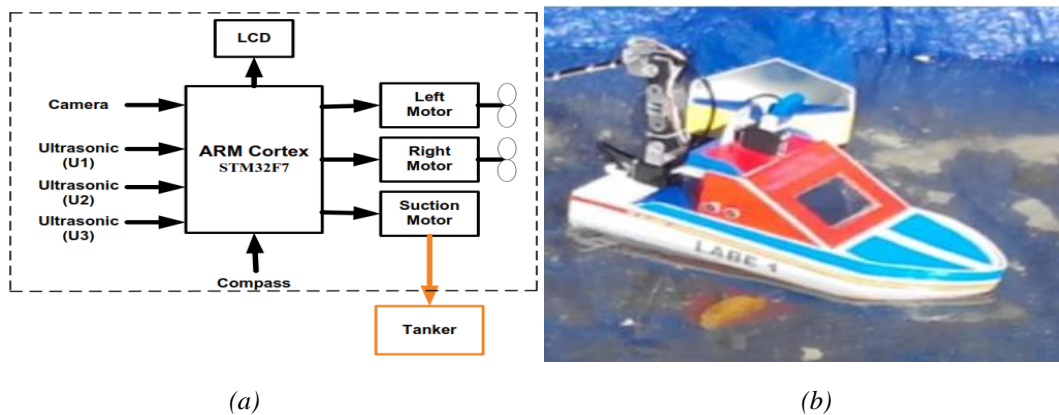 LCD
Camera
Ultrasonic
(U1)
Ultrasonic
(U2)
Ultrasonic
(U3)
ARM Cortex
STM32F7
Left
Motor
Right
Motor
Suction
Motor
Compass
Tanker
LABE 1
(a)
(b)